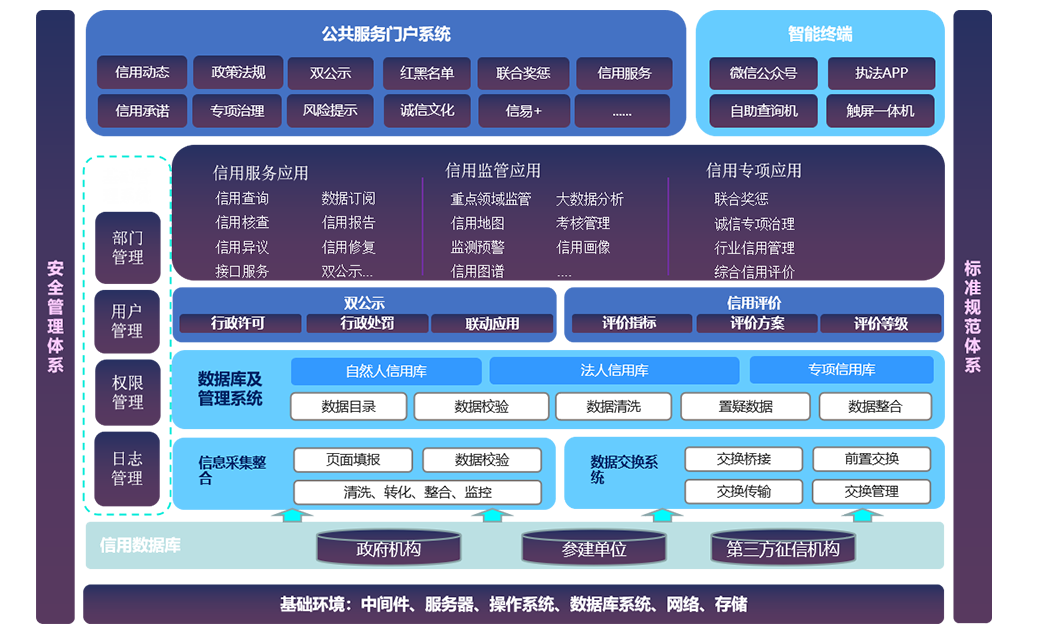 公共服务门户系统
信用动态
政策法规
双公示
红黑名单
联合奖惩
信用服务
信用承诺
专项治理
风险提示
诚信文化
信易+
......
智能终端
微信公众号
执法APP
自助查询机
触屏一体机
安全管理体系
标准规范体系
部门
管理
用户
管理
权限
管理
日志
管理
信用服务应用
信用查询
数据订阅
信用核查
信用报告
信用异议
信用修复
接口服务
双公示...
信用监管应用
重点领域监管
大数据分析
信用地图
考核管理
监测预警
信用画像
信用图谱
....
信用专项应用
联合奖惩
诚信专项治理
行业信用管理
综合信用评价
双公示
行政许可
行政处罚
联动应用
信用评价
评价指标
评价方案
评价等级
数据库及
管理系统
自然人信用库
法人信用库
专项信用库
数据目录
数据校验
数据清洗
置疑数据
数据整合
信息采集整
合
页面填报
数据校验
清洗、转化、整合、监控
数据交换系
统
交换桥接
前置交换
交换传输
交换管理
信用数据库
政府机构
参建单位
第三方征信机构
基础环境：中间件、服务器、操作系统、数据库系统、网络、存储